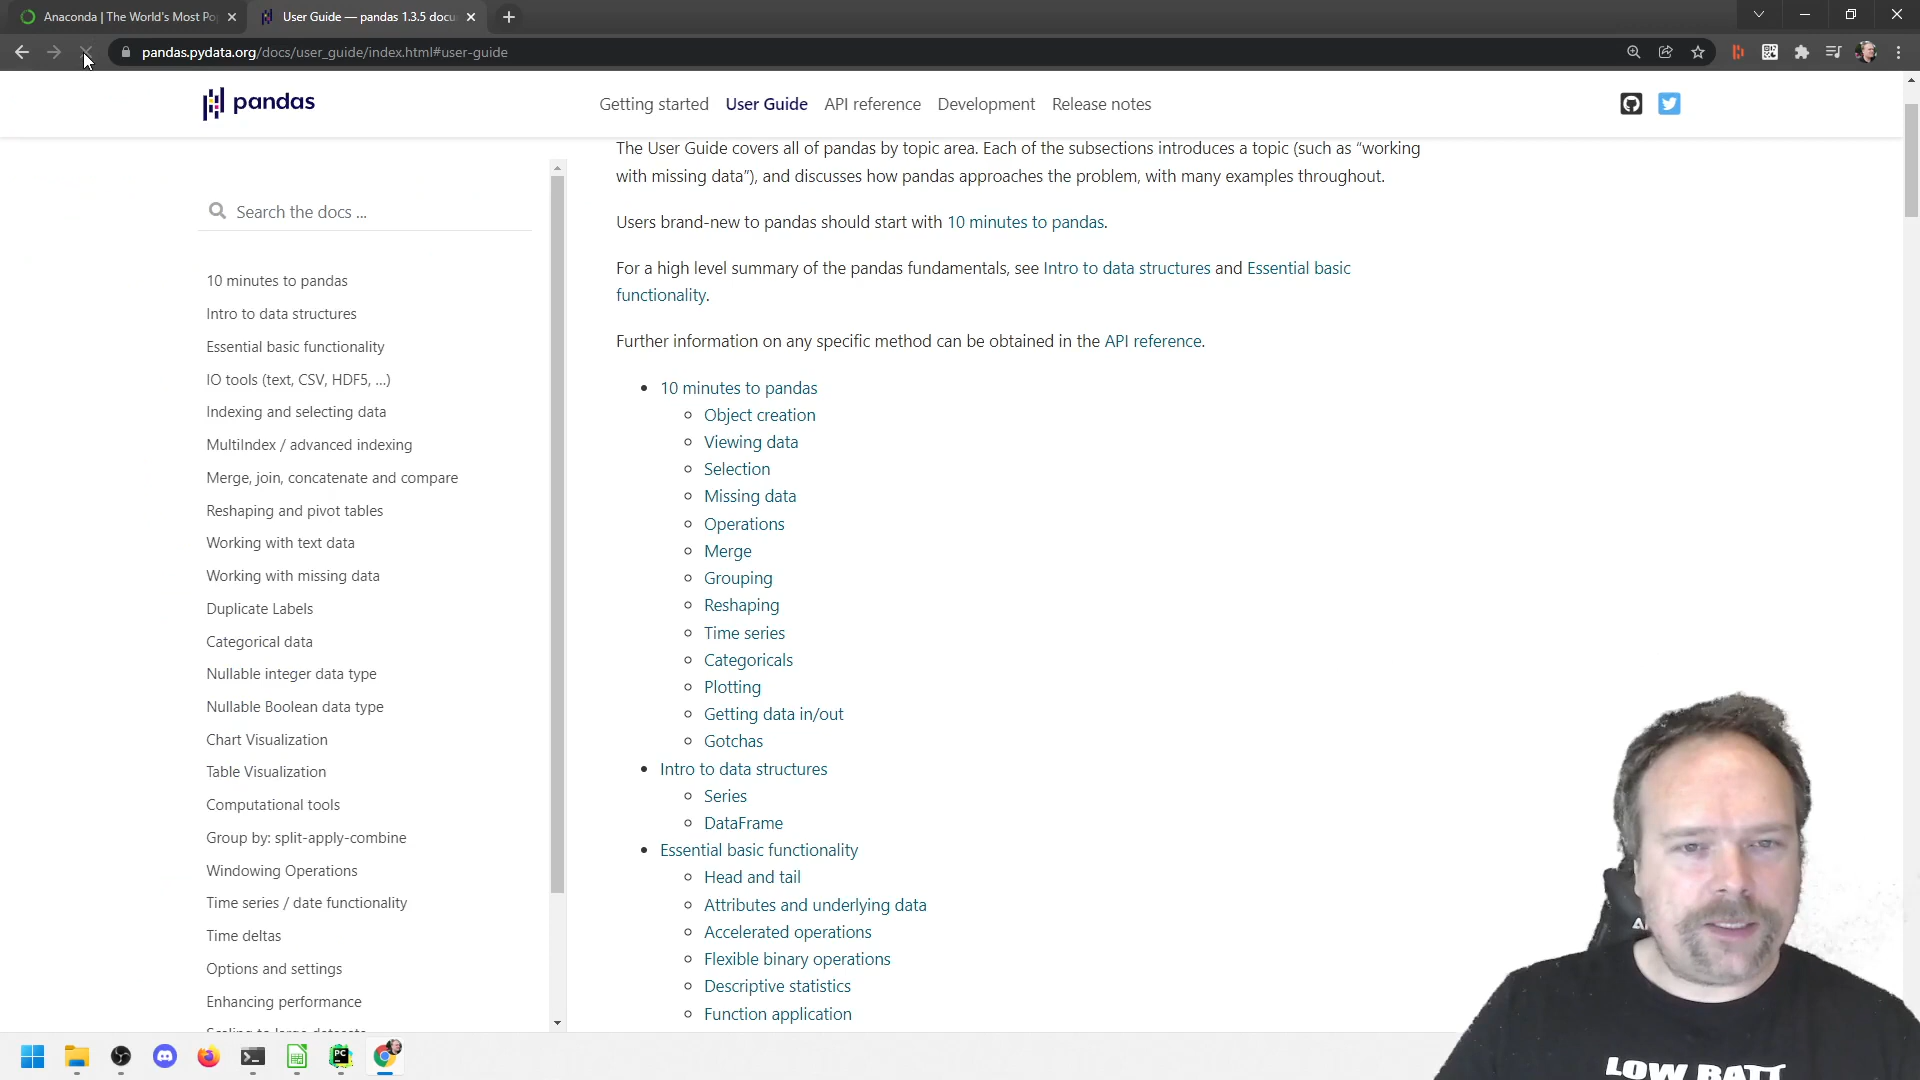 Anaconda | The World's Most Po
User Guide — pandas 1.3.5 docu
pandas.pydata.org/docs/user_guide/index.html#user-guide
pandas
Getting started
User Guide
API reference
Development
Release notes
Search the docs ...
10 minutes to pandas
Intro to data structures
Essential basic functionality
IO tools (text, CSV, HDF5, …)
Indexing and selecting data
MultiIndex / advanced indexing
Merge, join, concatenate and compare
Reshaping and pivot tables
Working with text data
Working with missing data
Duplicate Labels
Categorical data
Nullable integer data type
Nullable Boolean data type
Chart Visualization
Table Visualization
Computational tools
Group by: split-apply-combine
Windowing Operations
Time series / date functionality
Time deltas
Options and settings
Enhancing performance
Scaling to large datasets
The User Guide covers all of pandas by topic area. Each of the subsections introduces a topic (such as “working
with missing data”), and discusses how pandas approaches the problem, with many examples throughout.
Users brand-new to pandas should start with 10 minutes to pandas.
For a high level summary of the pandas fundamentals, see Intro to data structures and Essential basic
functionality.
Further information on any specific method can be obtained in the API reference.
10 minutes to pandas
Object creation
Viewing data
Selection
Missing data
Operations
Merge
Grouping
Reshaping
Time series
Categoricals
Plotting
Getting data in/out
Gotchas
Intro to data structures
Series
DataFrame
Essential basic functionality
Head and tail
Attributes and underlying data
Accelerated operations
Flexible binary operations
Descriptive statistics
Function application
PC
LOW BATT